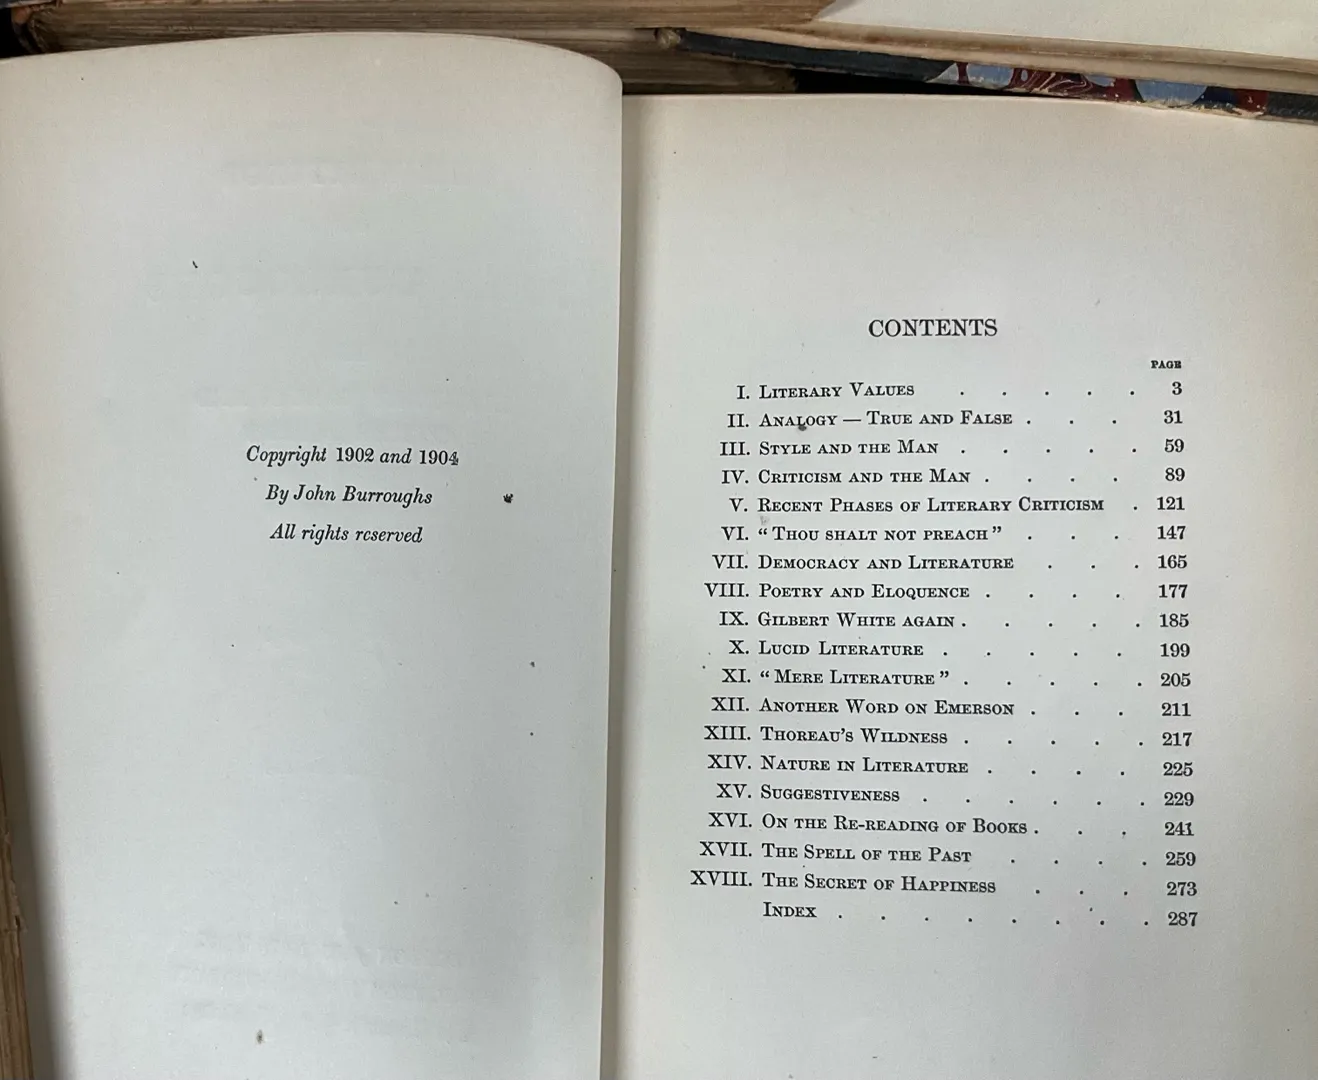 Copyright 1902 and 1904
By John Burroughs
All rights reserved
CONTENTS
PAGE
I. Literary Values . . . . . 3
II. Analogy — True and False . . . 31
III. Style and the Man . . . . . 59
IV. Criticism and the Man . . . . 89
V. Recent Phases of Literary Criticism . 121
VI. “Thou shalt not preach” . . . 147
VII. Democracy and Literature . . . 165
VIII. Poetry and Eloquence . . . . 177
IX. Gilbert White again . . . . . 185
X. Lucid Literature . . . . . 199
XI. “Mere Literature” . . . . . 205
XII. Another Word on Emerson . . . 211
XIII. Thoreau's Wildness . . . . . 217
XIV. Nature in Literature . . . . 225
XV. Suggestiveness . . . . . . 229
XVI. On the Re-reading of Books . . . 241
XVII. The Spell of the Past . . . . 259
XVIII. The Secret of Happiness . . . 273
Index . . . . . . . . 287